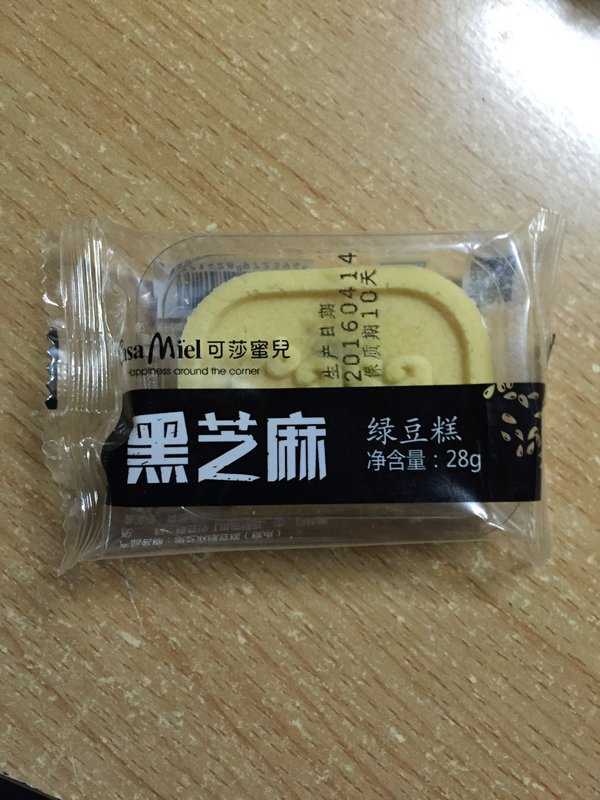 Miel 可莎蜜兒
Happiness around the corner
生产日期
20160414
保质期10天
黑芝麻
绿豆糕
净含量：28g